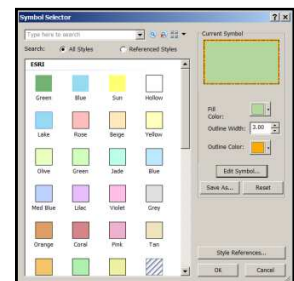 Symbol Selector
Type here to search
Search: All Styles Referenced Styles
ESRI
Green Blue Sun Hollow
Lake Rose Beige Yellow
Olive Green Jade Blue
Med Blue Lilac Violet Grey
Orange Coral Pink Tan
Current Symbol
Fill Color:
Outline Width: 3.00
Outline Color:
Edit Symbol...
Save As... Reset
Style References...
OK Cancel